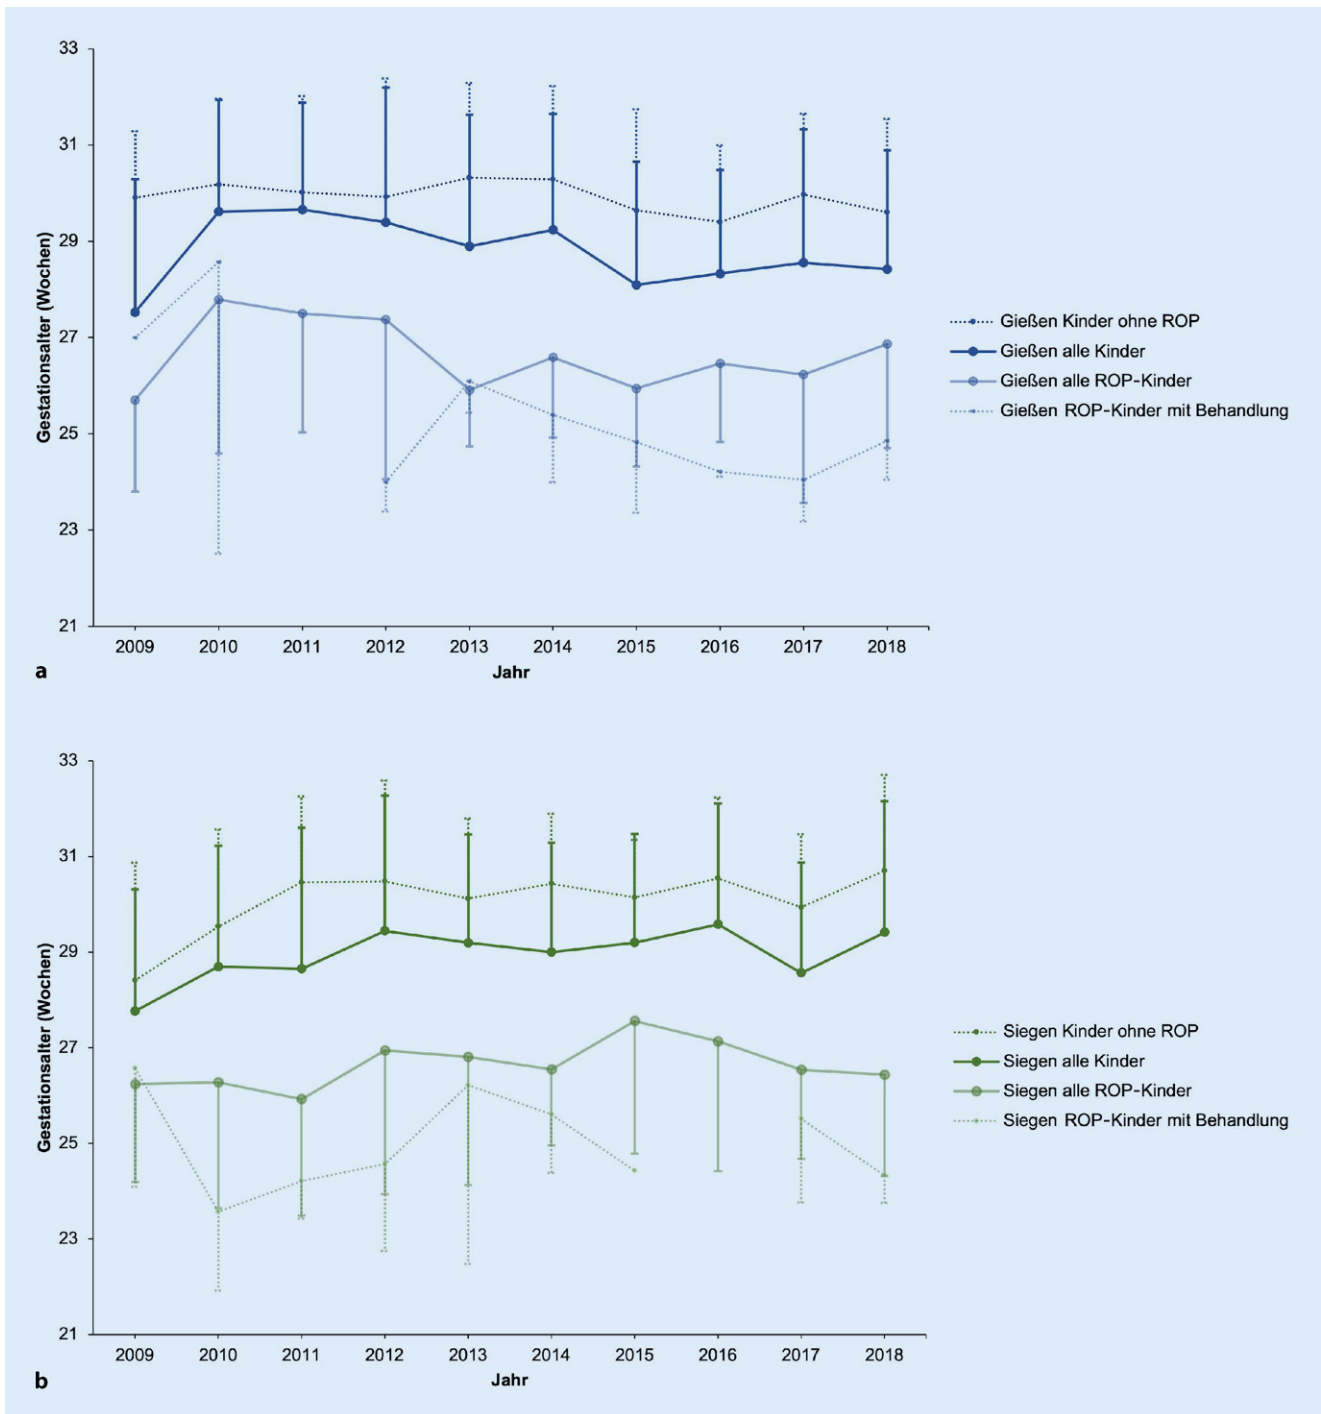 33
31
29
27
25
23
21
Gestationsalter (Wochen)
2009 2010 2011 2012 2013 2014 2015 2016 2017 2018
Jahr
Gießen Kinder ohne ROP
Gießen alle Kinder
Gießen alle ROP-Kinder
Gießen ROP-Kinder mit Behandlung
a
33
31
29
27
25
23
21
Gestationsalter (Wochen)
2009 2010 2011 2012 2013 2014 2015 2016 2017 2018
Jahr
Siegen Kinder ohne ROP
Siegen alle Kinder
Siegen alle ROP-Kinder
Siegen ROP-Kinder mit Behandlung
b